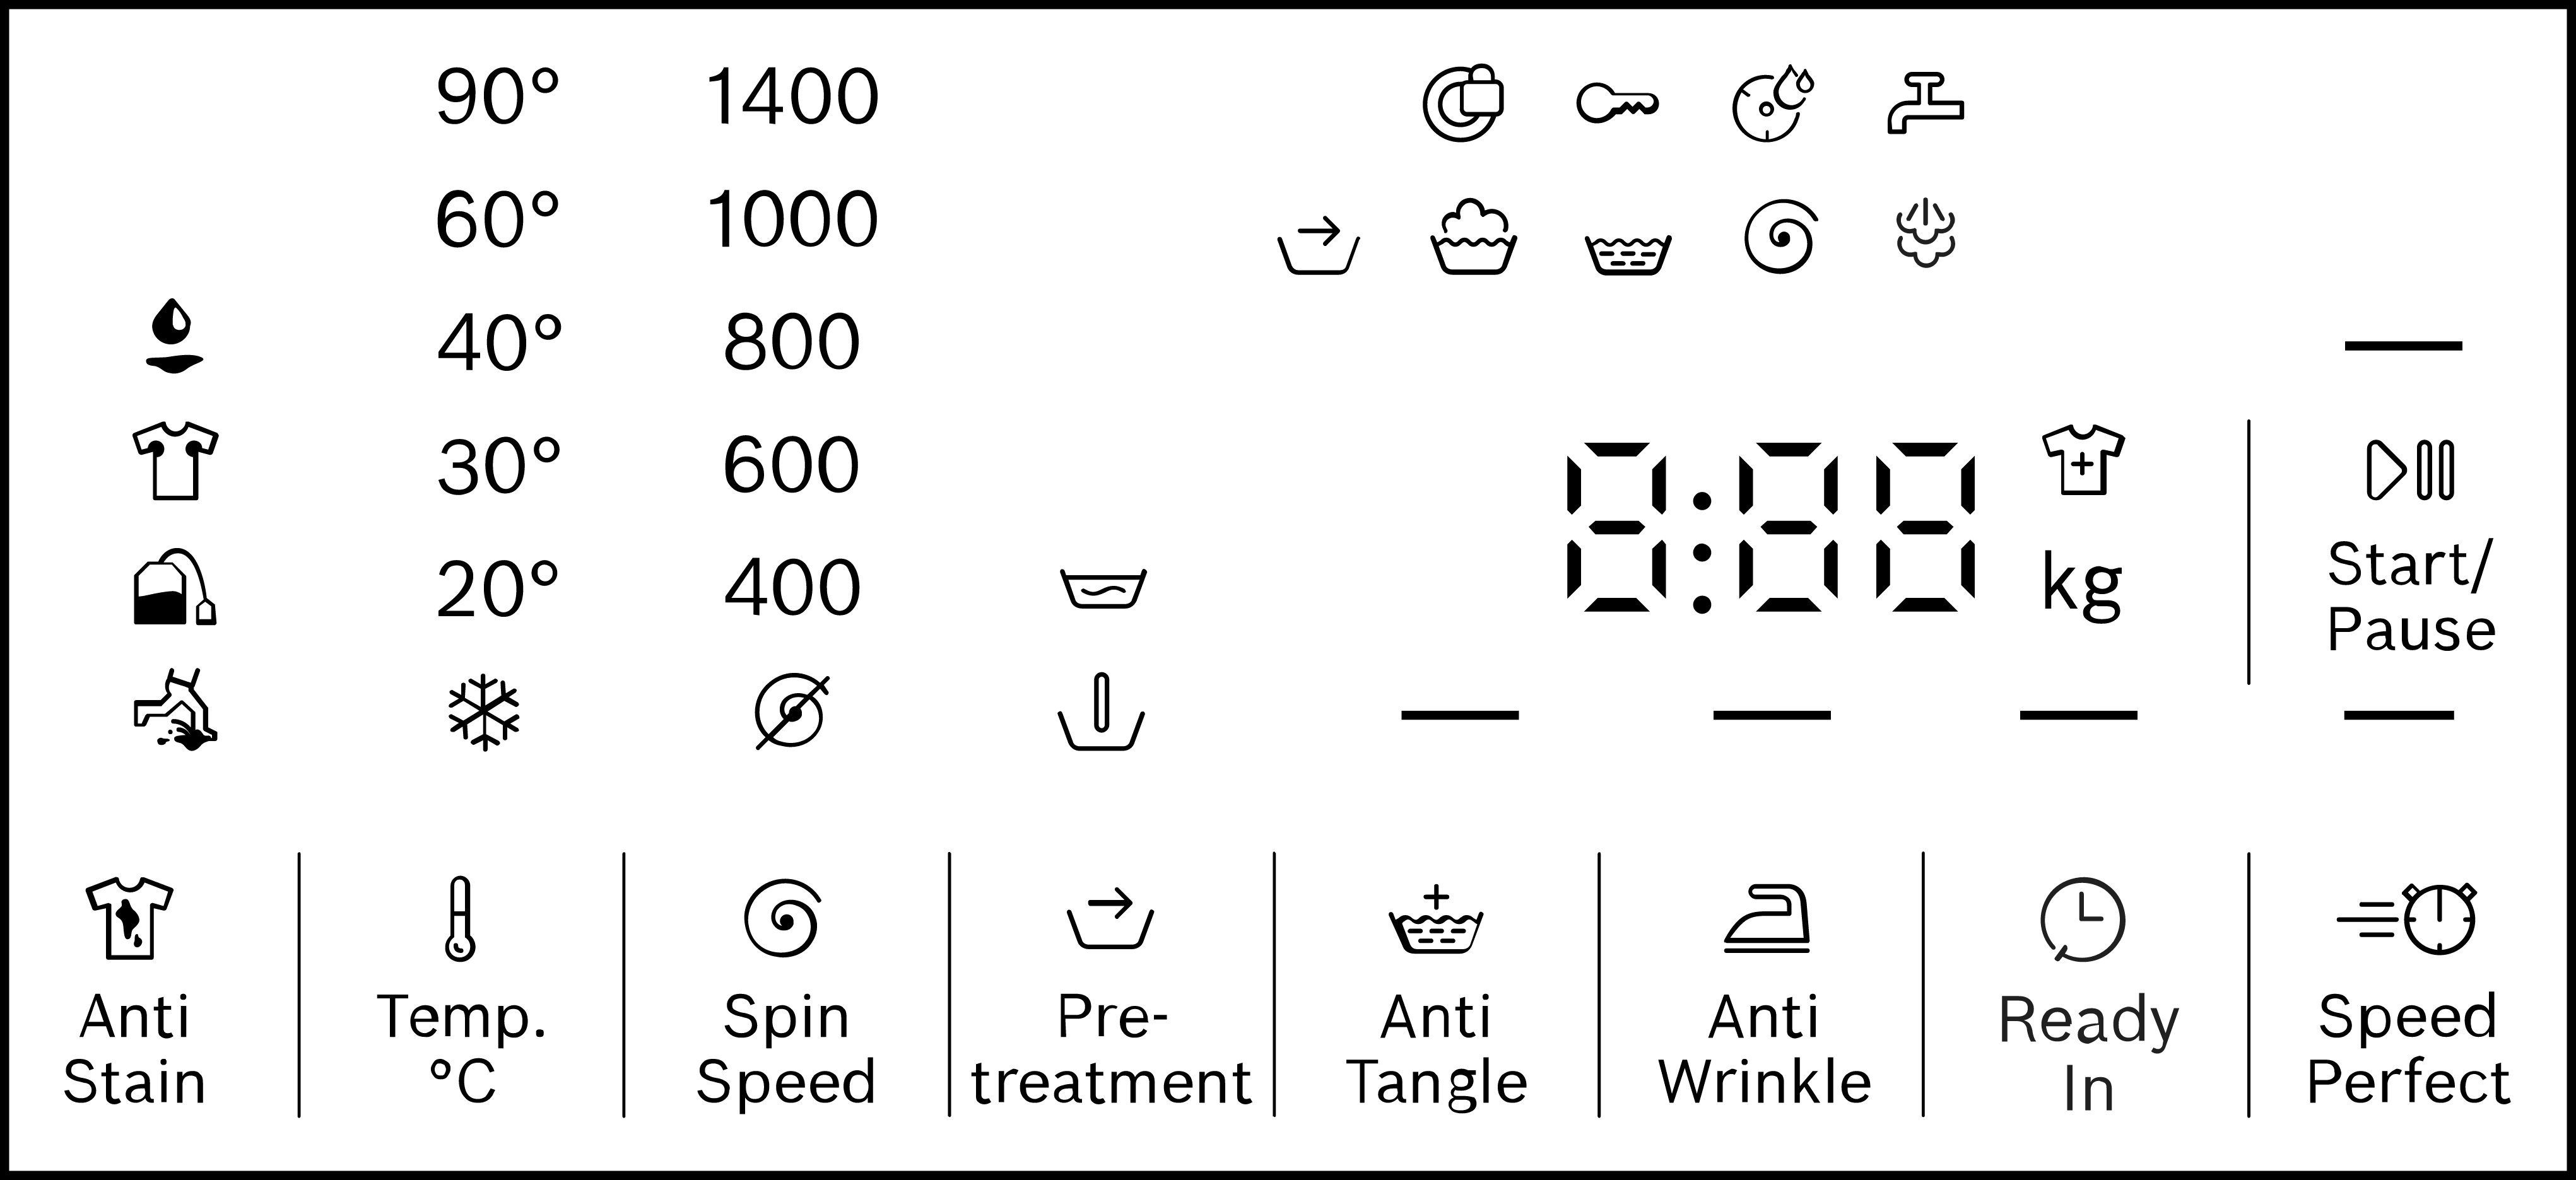 90° 1400
60° 1000
40° 800
30° 600
20° 400
8:88
kg
Start/
Pause
Anti
Stain
Temp.
°C
Spin
Speed
Pre-
treatment
Anti
Tangle
Anti
Wrinkle
Ready
In
Speed
Perfect